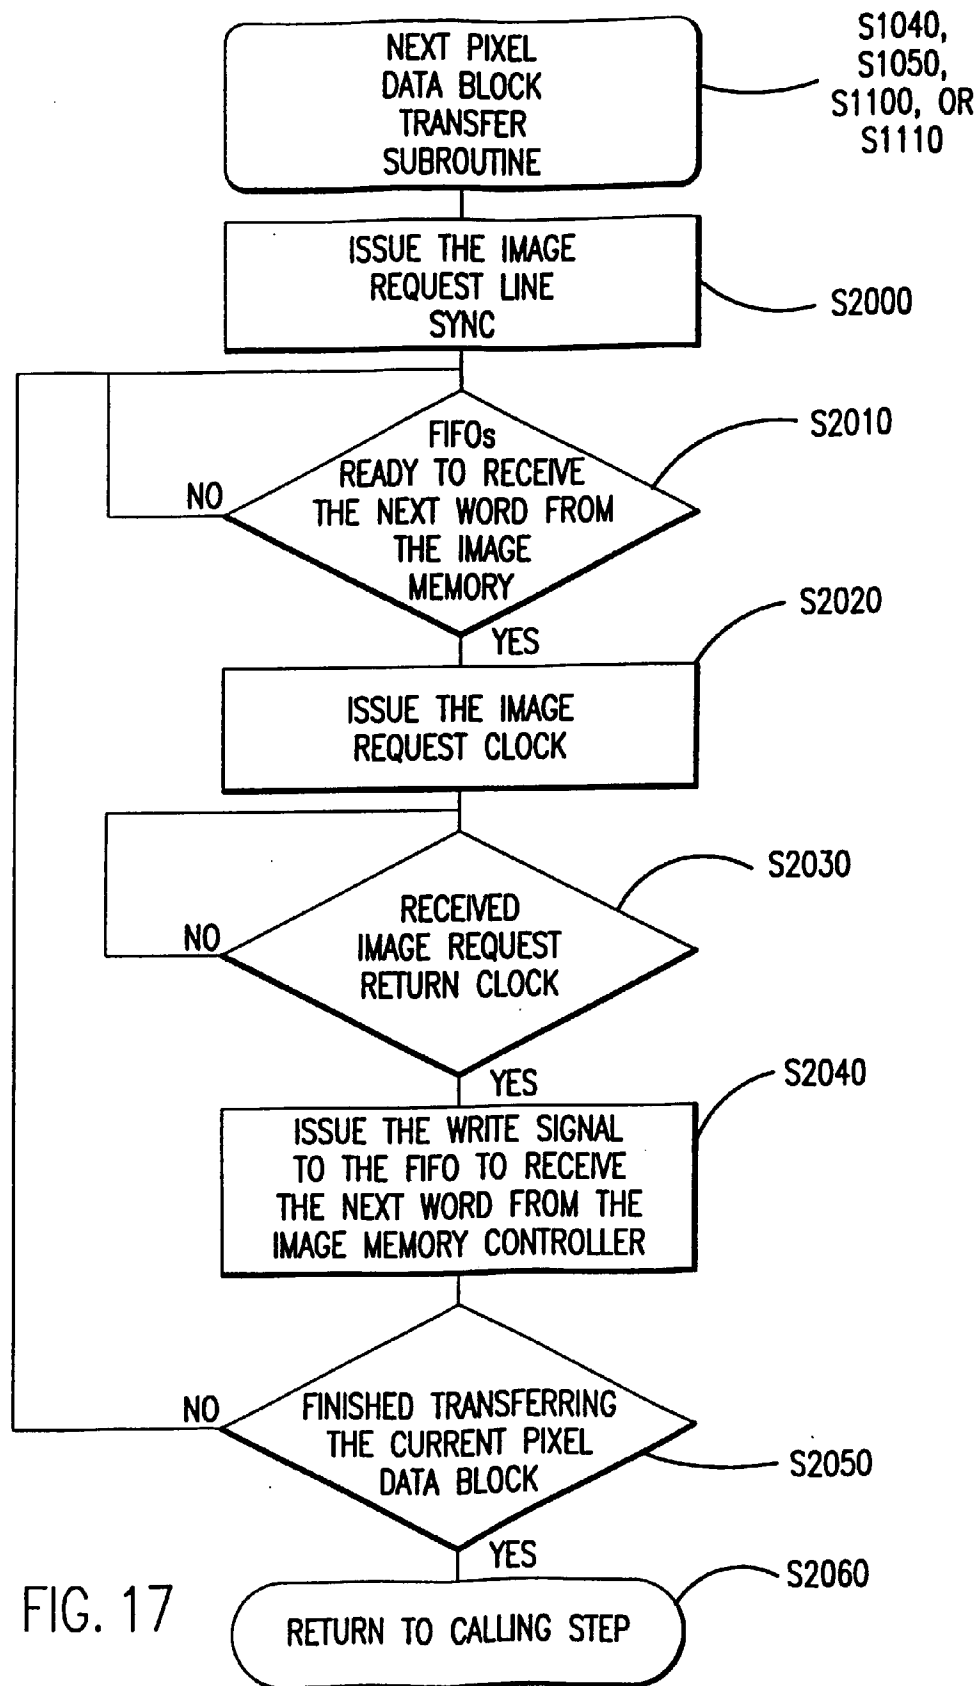 NEXT PIXEL
DATA BLOCK
TRANSFER
SUBROUTINE
S1040,
S1050,
S1100, OR
S1110
ISSUE THE IMAGE
REQUEST LINE
SYNC
S2000
FIFOs
READY TO RECEIVE
THE NEXT WORD FROM
THE IMAGE
MEMORY
S2010
NO
YES
S2020
ISSUE THE IMAGE
REQUEST CLOCK
S2030
RECEIVED
IMAGE REQUEST
RETURN CLOCK
NO
YES
S2040
ISSUE THE WRITE SIGNAL
TO THE FIFO TO RECEIVE
THE NEXT WORD FROM THE
IMAGE MEMORY CONTROLLER
NO
FINISHED TRANSFERRING
THE CURRENT PIXEL
DATA BLOCK
S2050
YES
S2060
RETURN TO CALLING STEP
FIG. 17